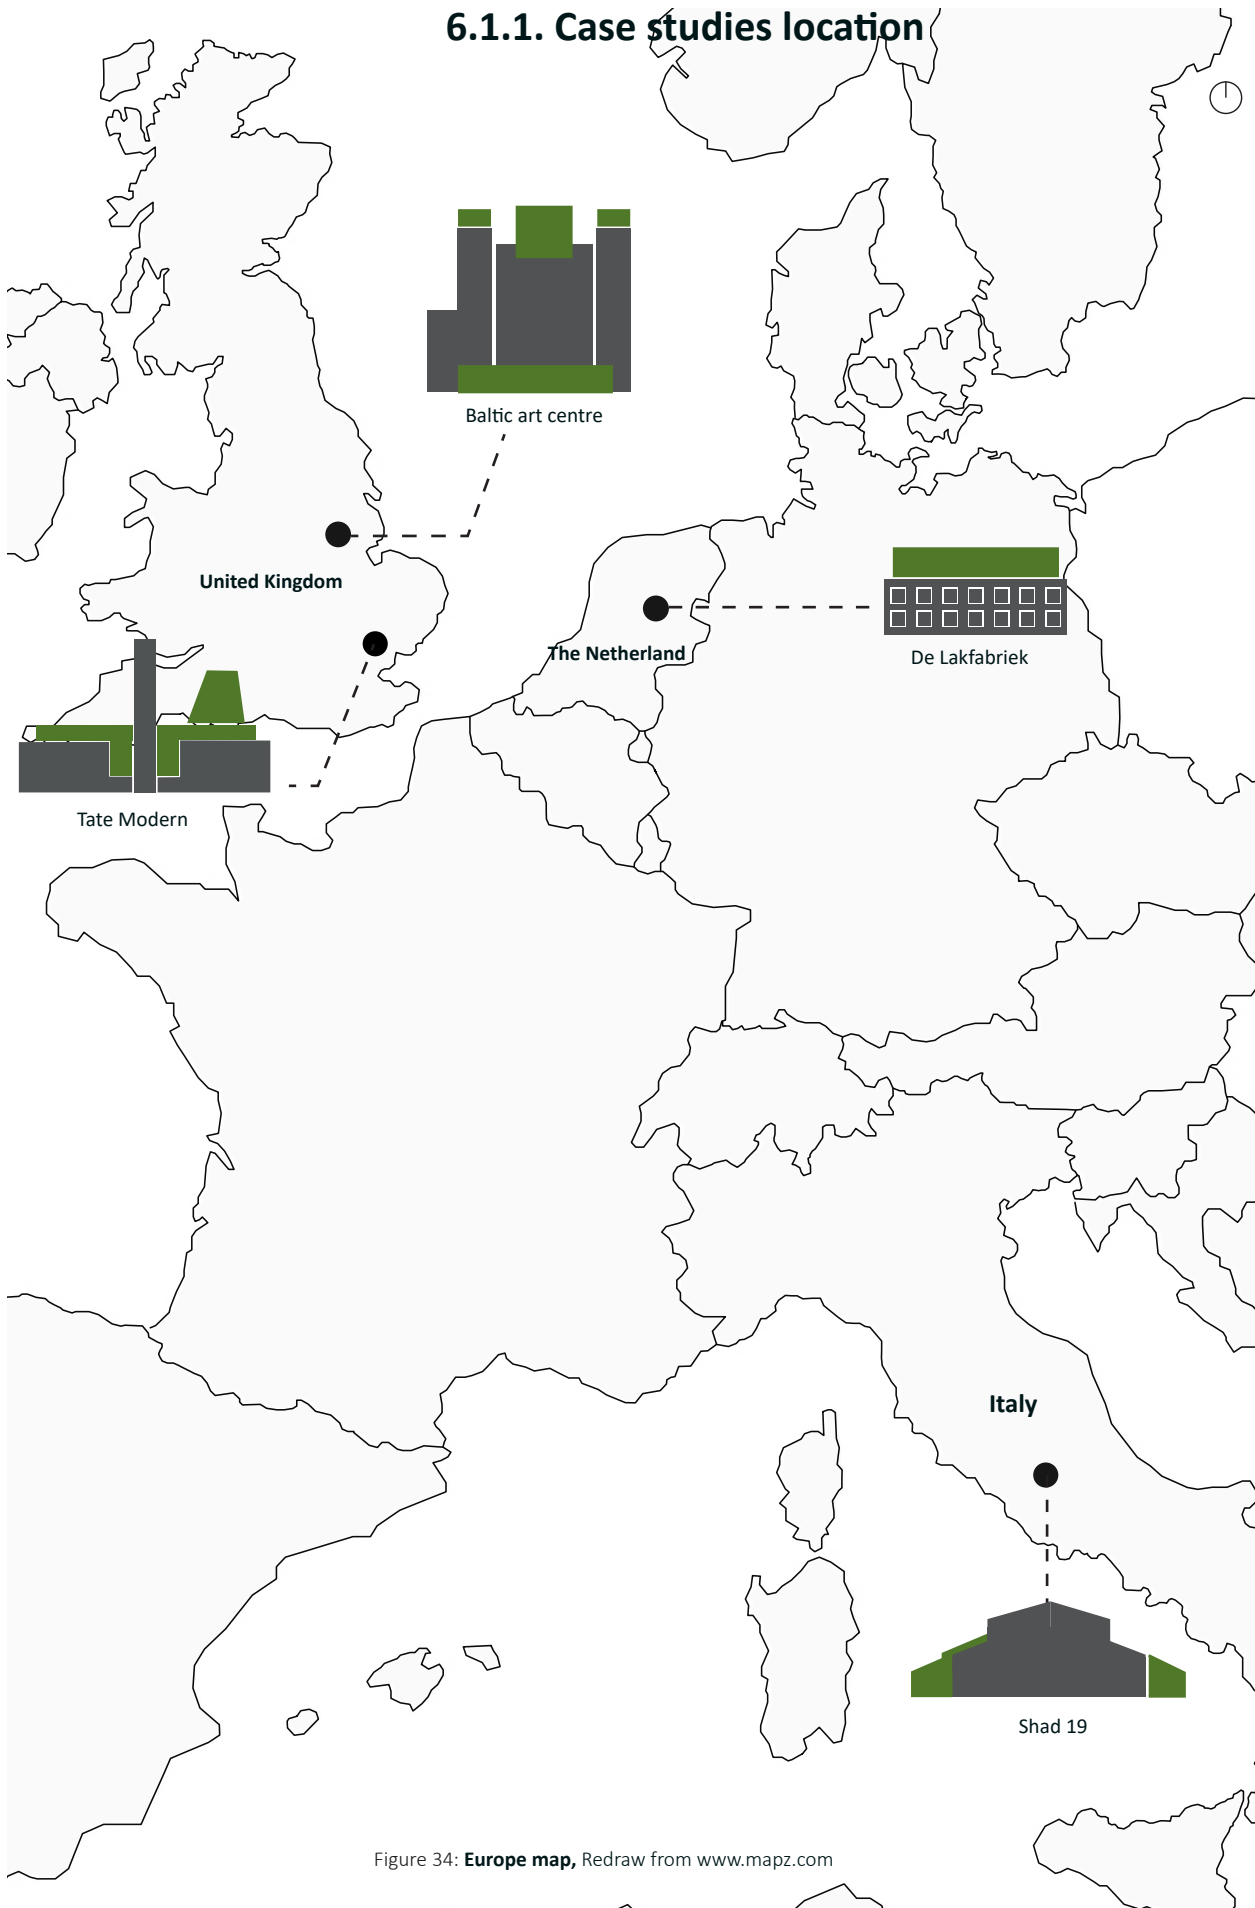 6.1.1. Case studies location
Baltic art centre
United Kingdom
The Netherland
De Lakfabriek
Tate Modern
Italy
Shad 19
Figure 34: Europe map, Redraw from www.mapz.com